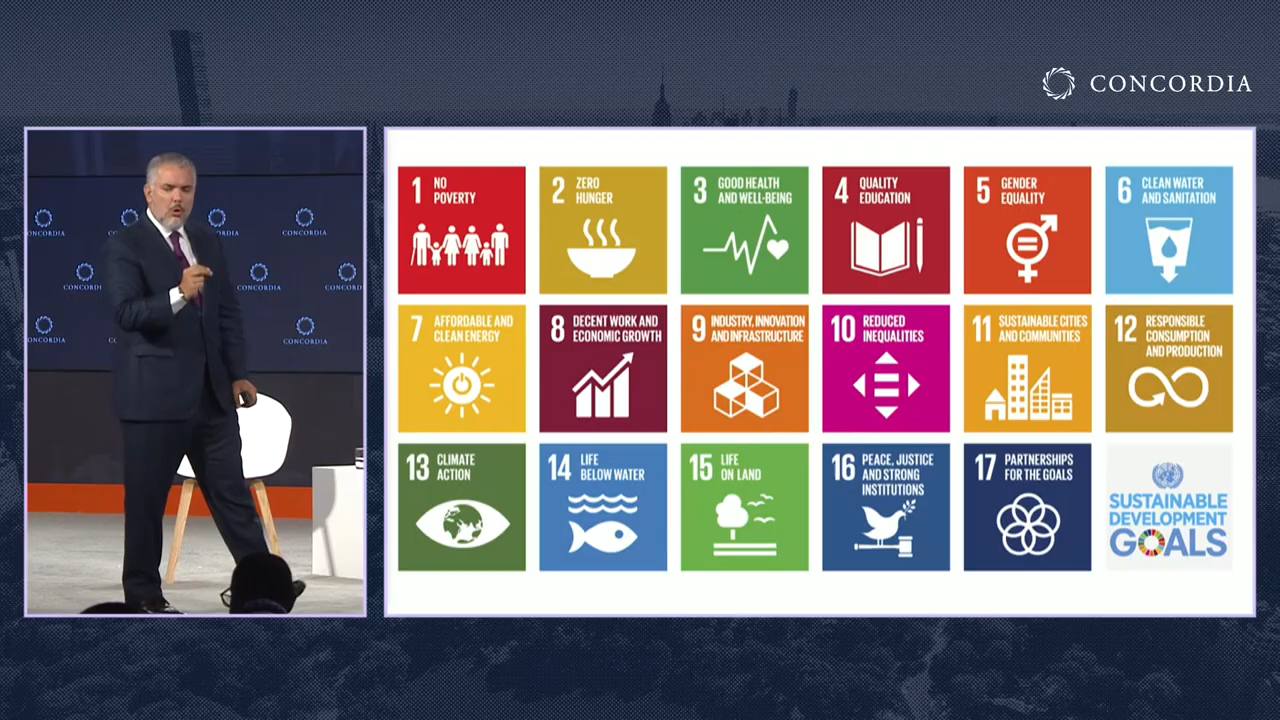 CONCORDIA
CONCORDIA
CONCORDIA
CONCORDIA
CONCORDIA
1 NO
POVERTY
2 ZERO
HUNGER
3 GOOD HEALTH
AND WELL-BEING
4 QUALITY
EDUCATION
5 GENDER
EQUALITY
6 CLEAN WATER
AND SANITATION
7 AFFORDABLE AND
CLEAN ENERGY
8 DECENT WORK AND
ECONOMIC GROWTH
9 INDUSTRY, INNOVATION
AND INFRASTRUCTURE
10 REDUCED
INEQUALITIES
11 SUSTAINABLE CITIES
AND COMMUNITIES
12 RESPONSIBLE
CONSUMPTION
AND PRODUCTION
13 CLIMATE
ACTION
14 LIFE
BELOW WATER
15 LIFE
ON LAND
16 PEACE, JUSTICE
AND STRONG
INSTITUTIONS
17 PARTNERSHIPS
FOR THE GOALS
SUSTAINABLE
DEVELOPMENT
GOALS